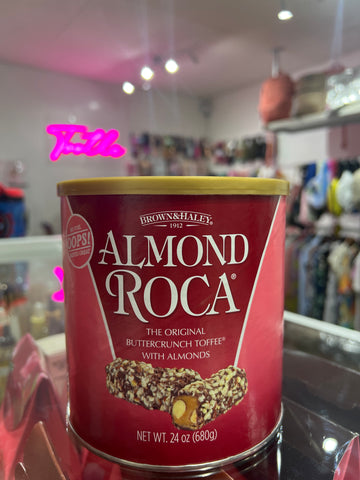 BROWN & HALEY
1912
OOPS!
ALMOND
ROCA®
THE ORIGINAL
BUTTERCRUNCH TOFFEE®
WITH ALMONDS
NET WT. 24 OZ (680g)